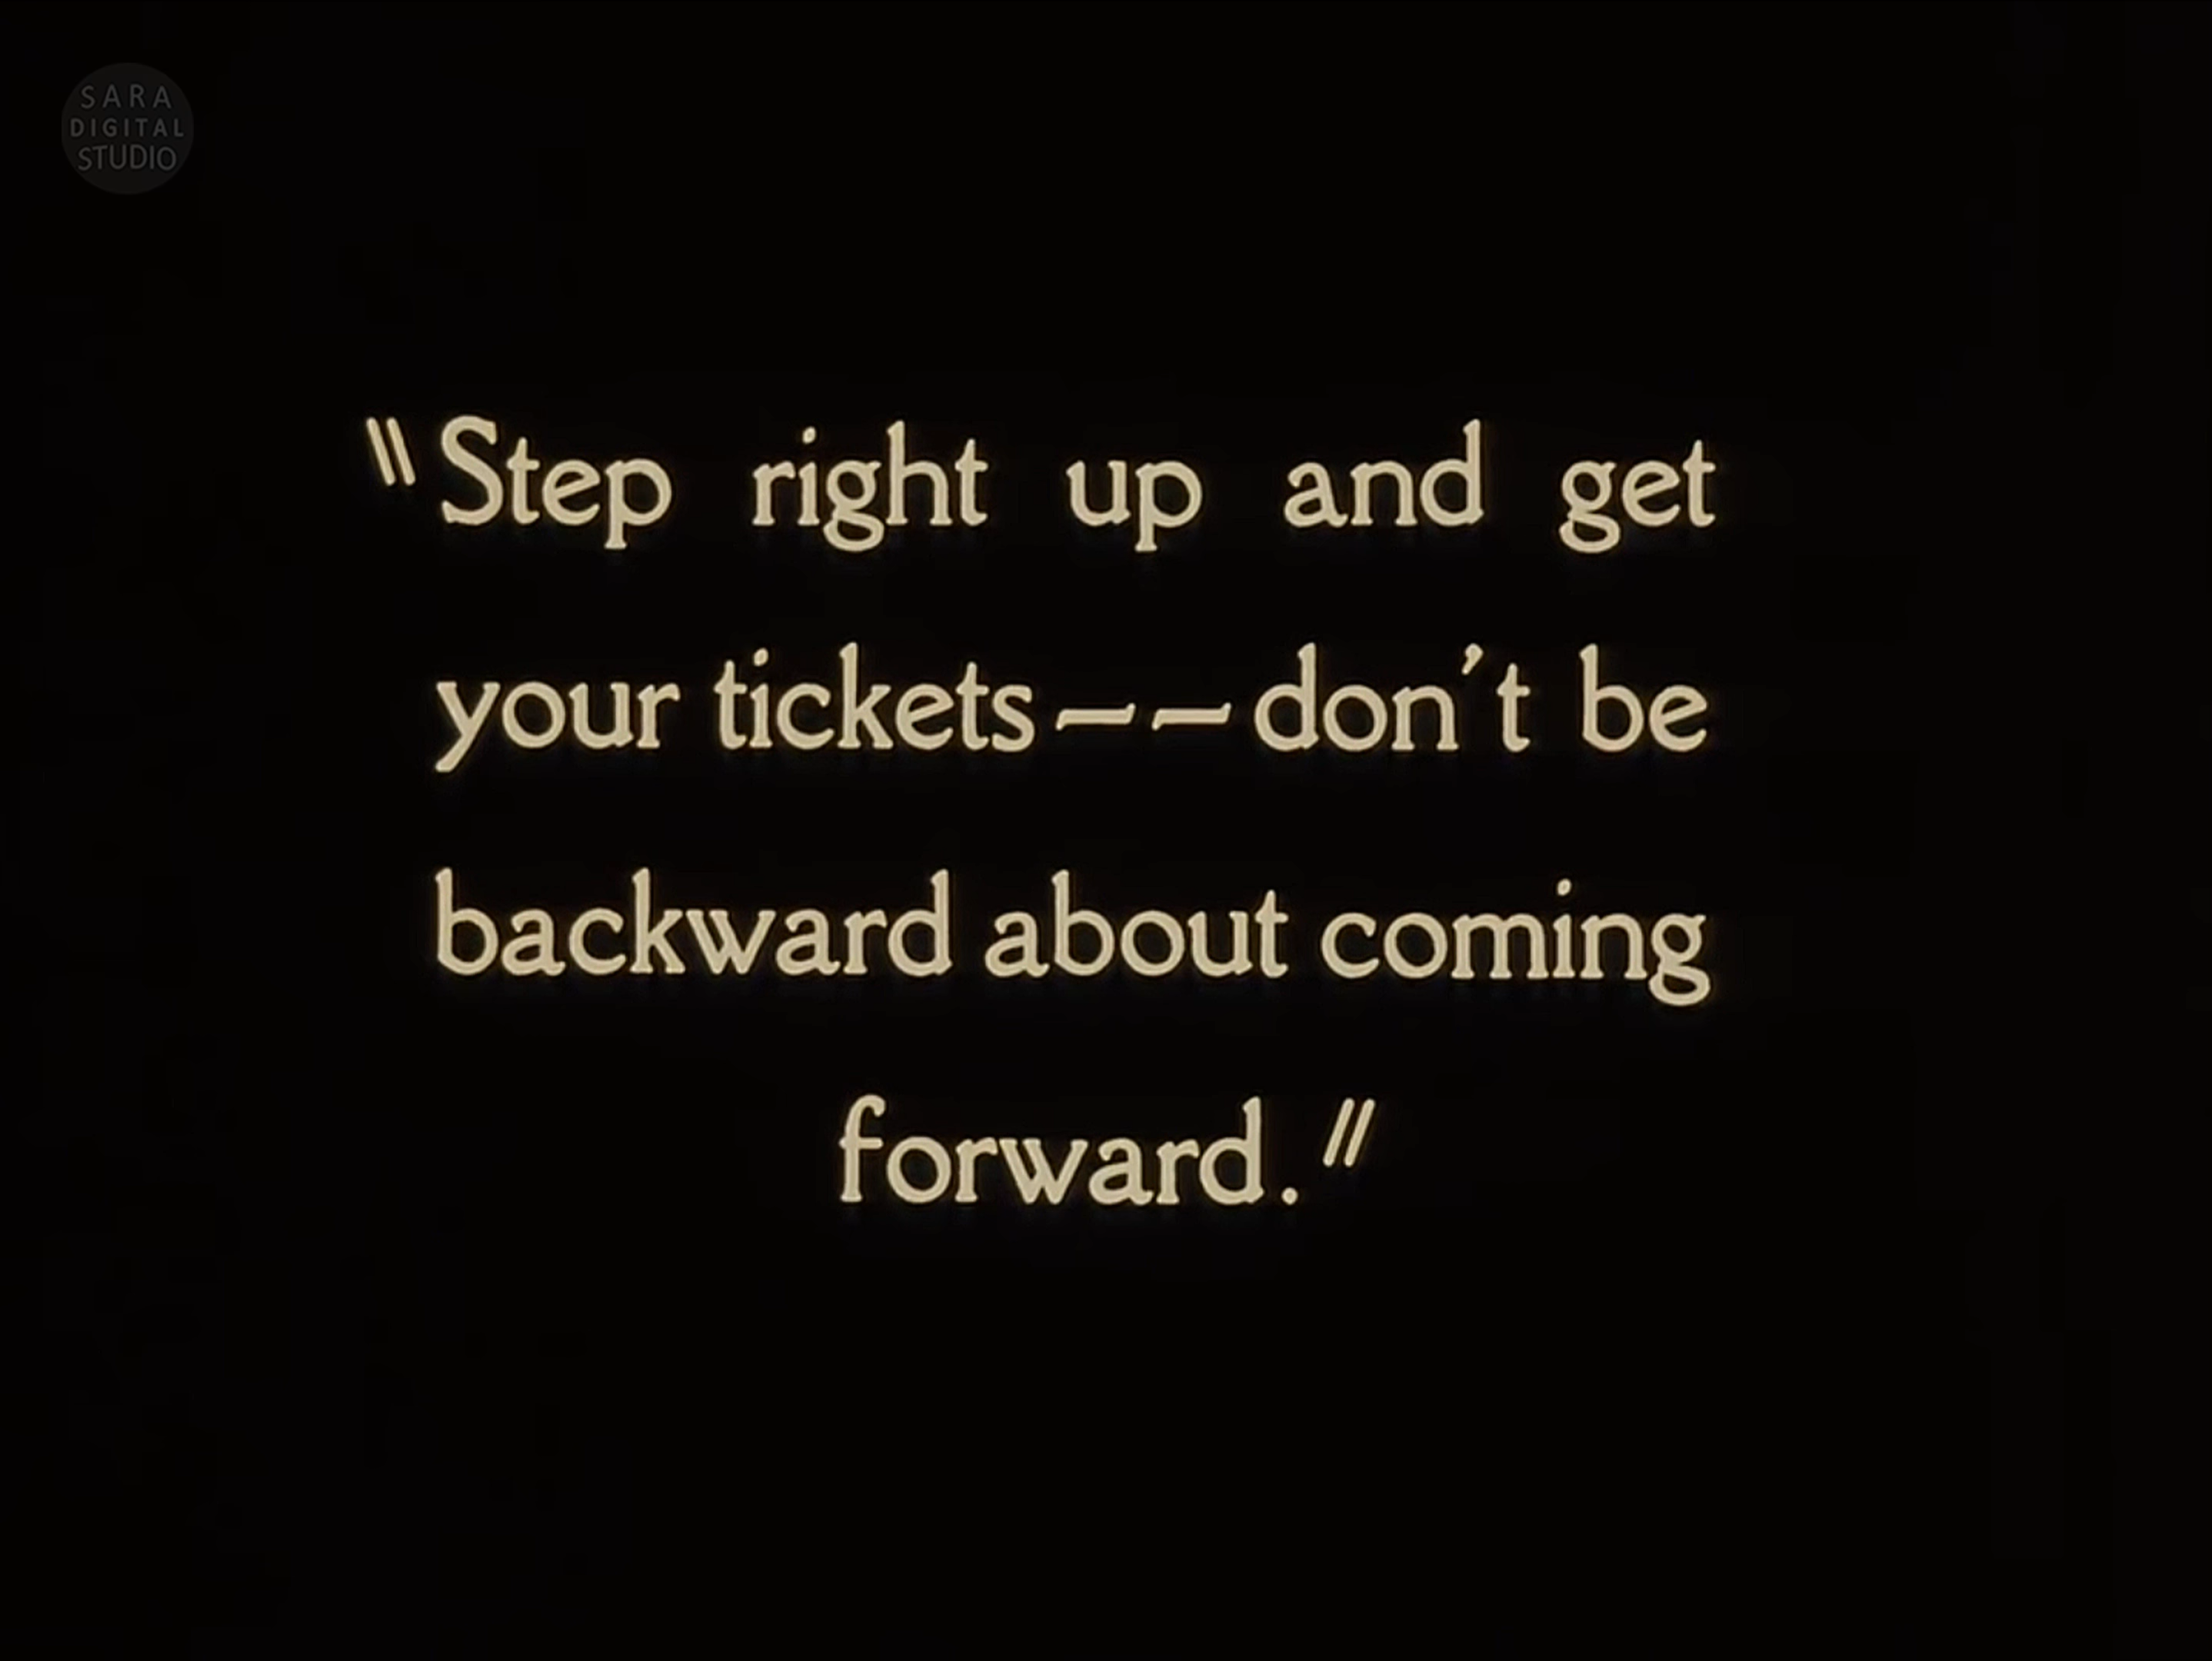 SARA
DIGITAL
STUDIO
"Step right up and get
your tickets——don't be
backward about coming
forward."